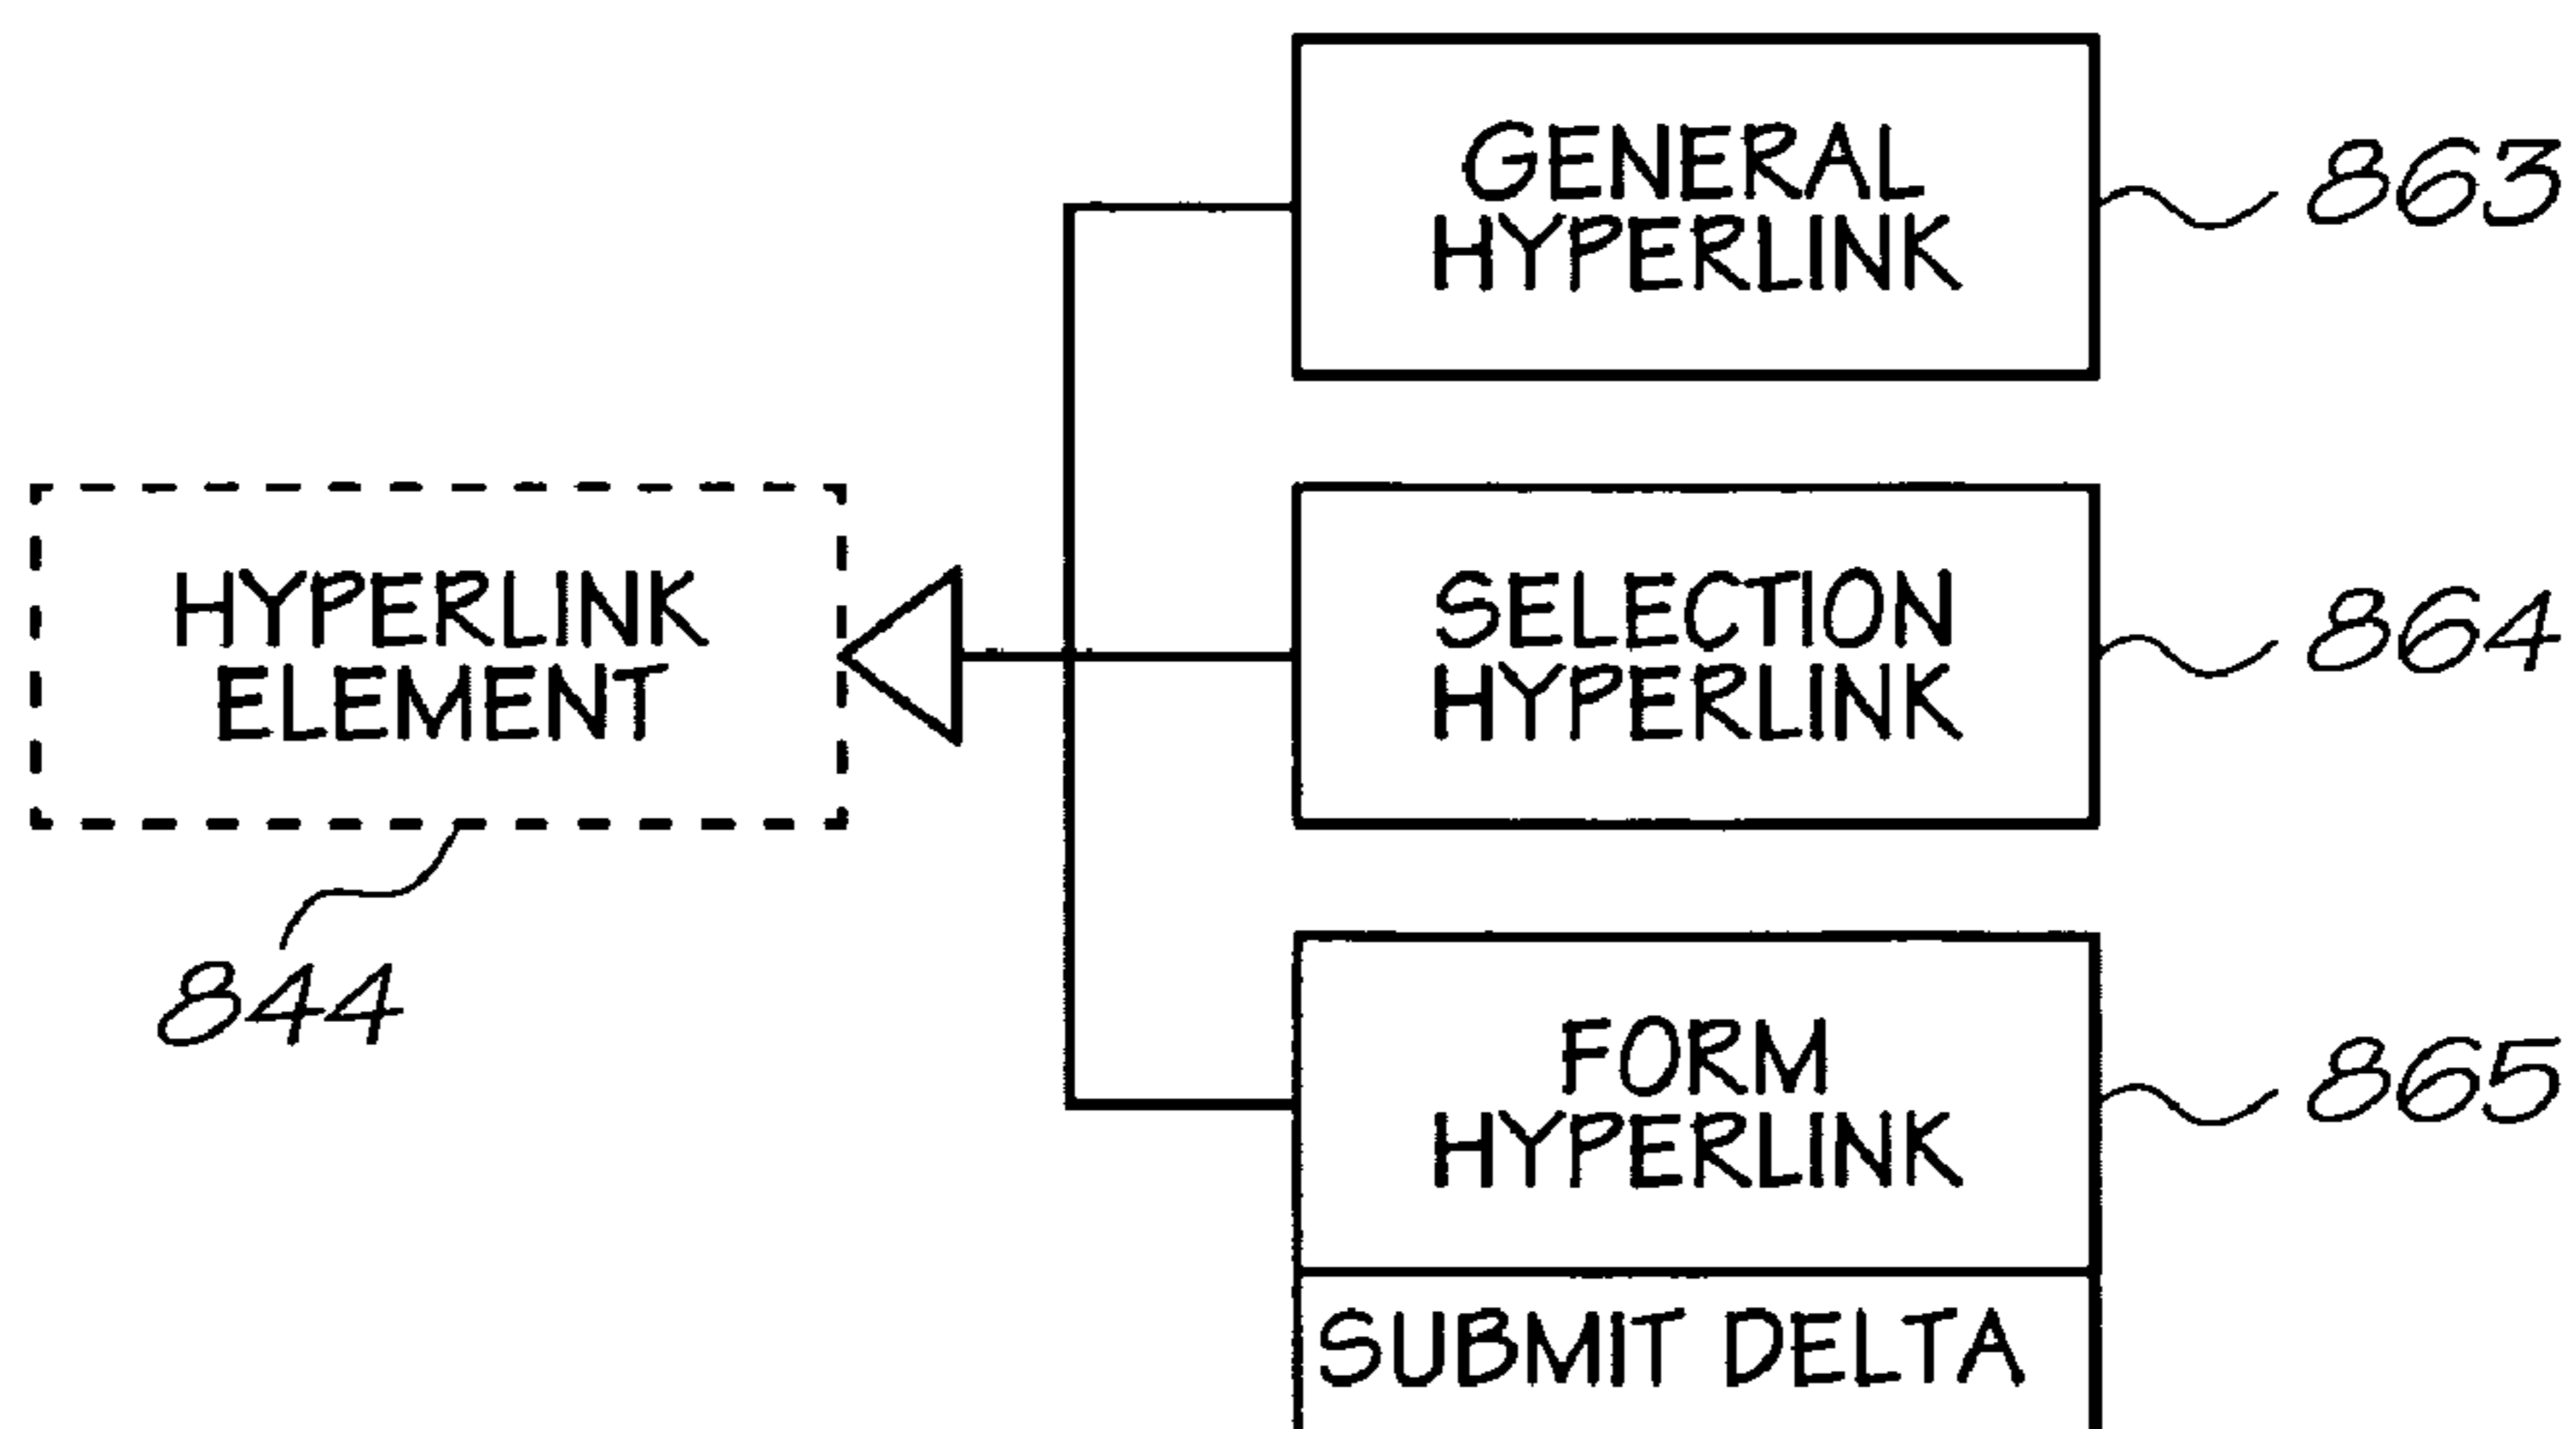 GENERAL
HYPERLINK
863
HYPERLINK
ELEMENT
844
SELECTION
HYPERLINK
864
FORM
HYPERLINK
865
SUBMIT DELTA